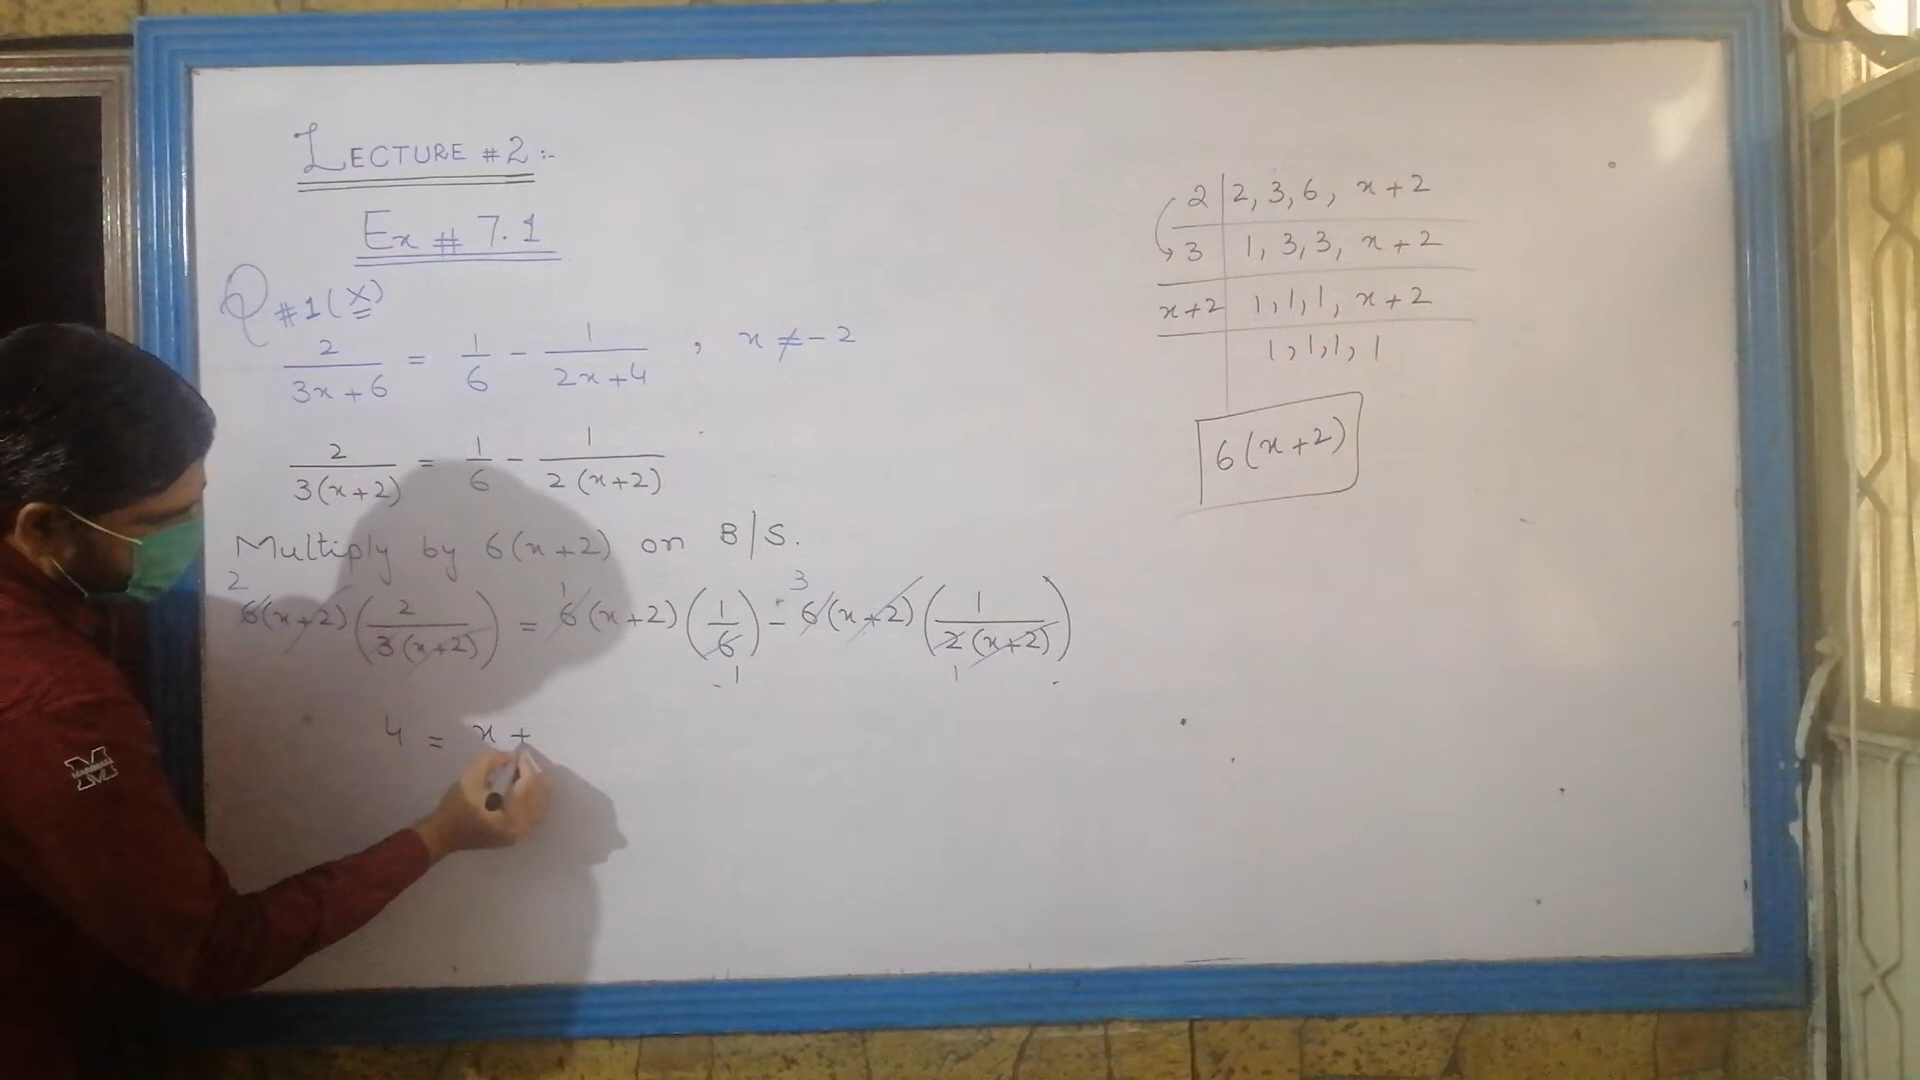 LECTURE #2 :-
Ex # 7.1
Q #1 (x)
2/(3x+6) = 1/6 - 1/(2x+4) , x ≠ -2
2/(3(x+2)) = 1/6 - 1/(2(x+2))
Multiply by 6(x+2) on B/S.
2 1 3
6(x+2) (2/(3(x+2))) = 6(x+2) (1/6) - 6(x+2) (1/(2(x+2)))
1 1
4 = x +
2 | 2, 3, 6, x+2
3 | 1, 3, 3, x+2
x+2 | 1, 1, 1, x+2
1, 1, 1, 1
6(x+2)